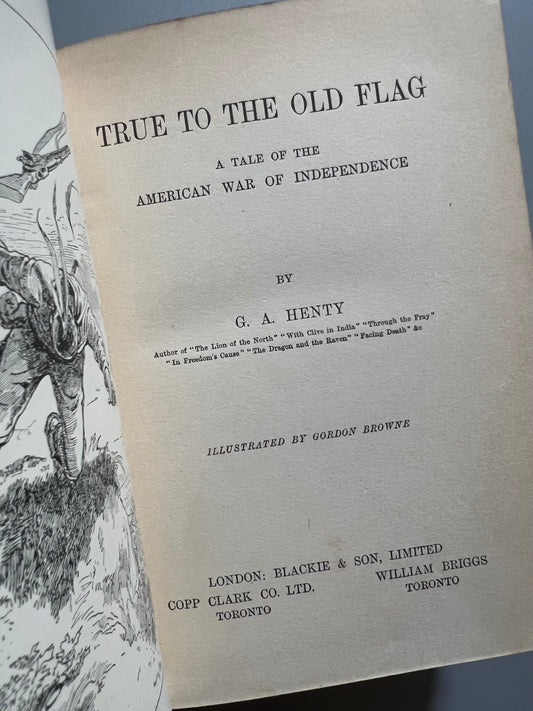 TRUE TO THE OLD FLAG
A TALE OF THE
AMERICAN WAR OF INDEPENDENCE
BY
G. A. HENTY
Author of "The Lion of the North" "With Clive in India" "Through the Fray"
"In Freedom's Cause" "The Dragon and the Raven" "Facing Death" &c
ILLUSTRATED BY GORDON BROWNE
LONDON: BLACKIE & SON, LIMITED
COPP CLARK CO. LTD. WILLIAM BRIGGS
TORONTO TORONTO